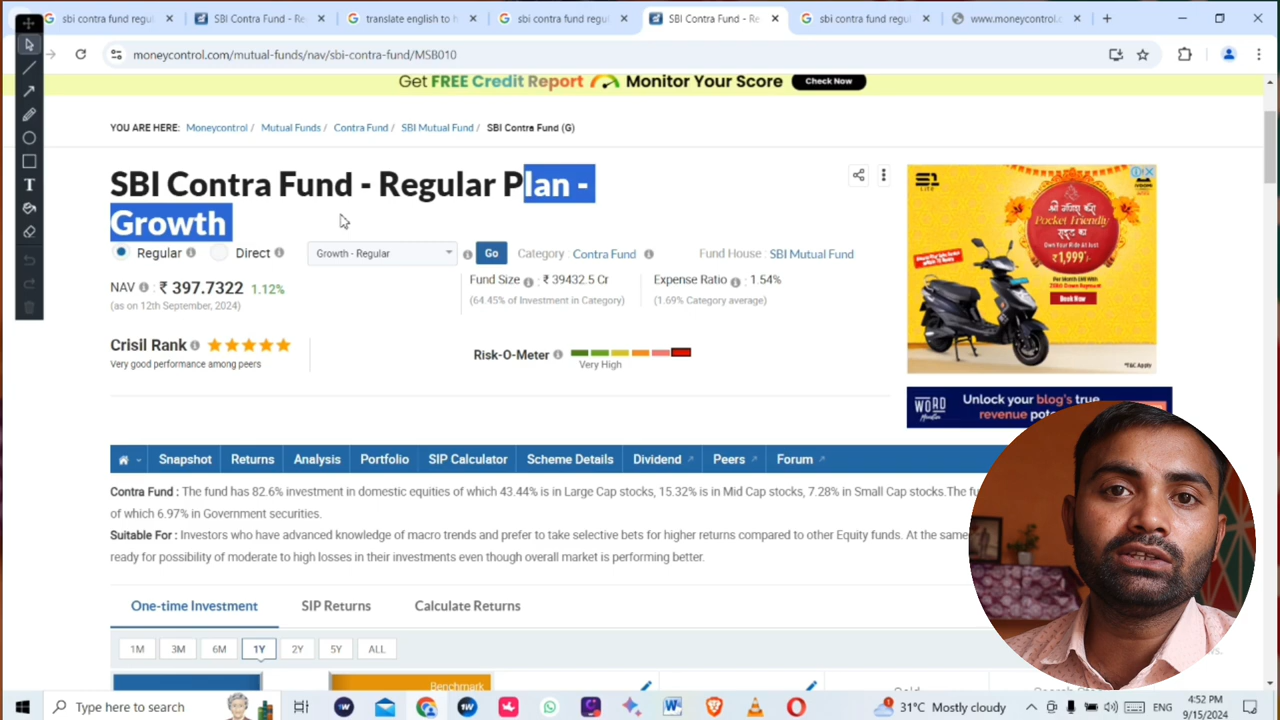 sbi contra fund regul
SBI Contra Fund - Re
translate english to
sbi contra fund regu
SBI Contra Fund - Re
sbi contra fund regul
www.moneycontrol.c
moneycontrol.com/mutual-funds/nav/sbi-contra-fund/MSB010
Get FREE Credit Report Monitor Your Score Check Now
YOU ARE HERE: Moneycontrol / Mutual Funds / Contra Fund / SBI Mutual Fund / SBI Contra Fund (G)
SBI Contra Fund - Regular Plan -
Growth
Regular Direct Growth - Regular Go Category : Contra Fund Fund House : SBI Mutual Fund
NAV : ₹ 397.7322 1.12%
(as on 12th September, 2024)
Fund Size : ₹ 39432.5 Cr
(64.45% of Investment in Category)
Expense Ratio : 1.54%
(1.69% Category average)
Crisil Rank
Very good performance among peers
Risk-O-Meter
Very High
LITE
Pocket Friendly
Own Your Ride At Just
₹1,999*
Book Now
*T&C Apply
WORD
Unlock your blog's true
revenue pot
Snapshot Returns Analysis Portfolio SIP Calculator Scheme Details Dividend Peers Forum
Contra Fund : The fund has 82.6% investment in domestic equities of which 43.44% is in Large Cap stocks, 15.32% is in Mid Cap stocks, 7.28% in Small Cap stocks.The fu
of which 6.97% in Government securities.
Suitable For : Investors who have advanced knowledge of macro trends and prefer to take selective bets for higher returns compared to other Equity funds. At the same
ready for possibility of moderate to high losses in their investments even though overall market is performing better.
One-time Investment SIP Returns Calculate Returns
1M 3M 6M 1Y 2Y 5Y ALL
Benchmark
Type here to search
31°C Mostly cloudy
4:52 PM
9/15/2024